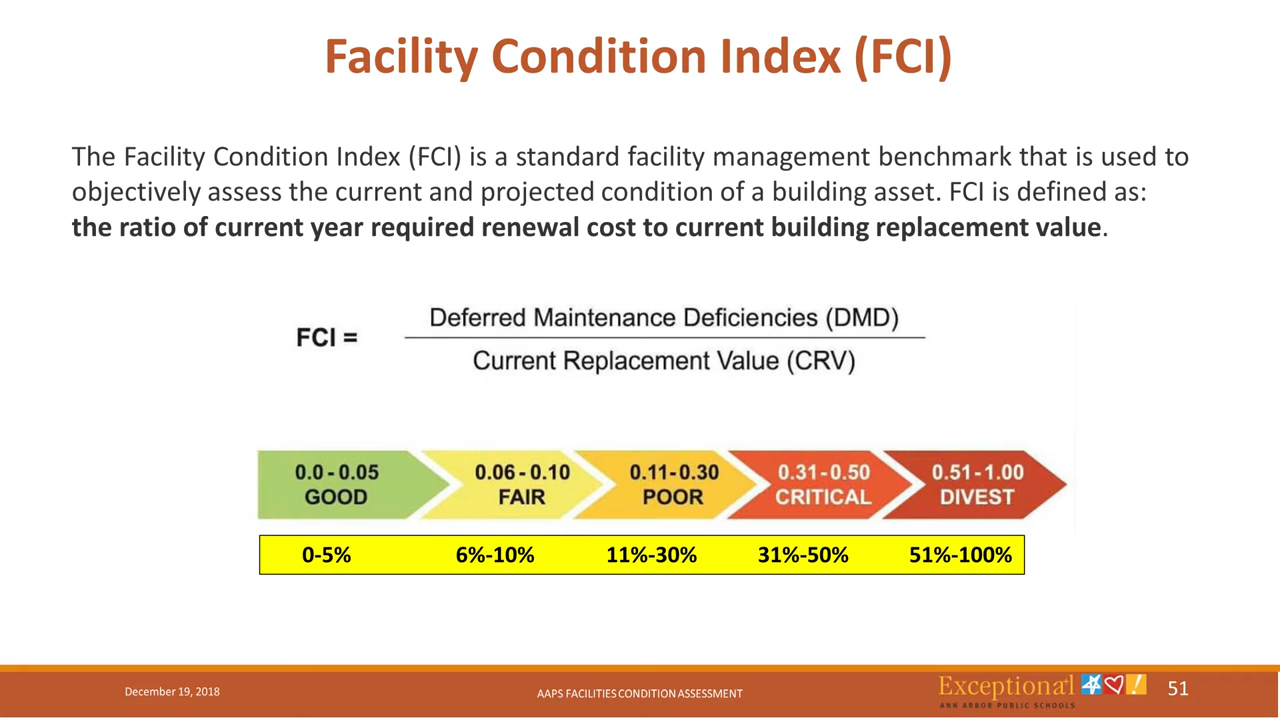 Facility Condition Index (FCI)
The Facility Condition Index (FCI) is a standard facility management benchmark that is used to
objectively assess the current and projected condition of a building asset. FCI is defined as:
the ratio of current year required renewal cost to current building replacement value.
FCI =
Deferred Maintenance Deficiencies (DMD)
Current Replacement Value (CRV)
0.0 - 0.05 0.06 - 0.10 0.11- 0.30 0.31 - 0.50 0.51 - 1.00
GOOD FAIR POOR CRITICAL DIVEST
0-5% 6%-10% 11%-30% 31%-50% 51%-100%
December 19, 2018
AAPS FACILITIES CONDITION ASSESSMENT
Exceptional
ANN ARBOR PUBLIC SCHOOLS
51